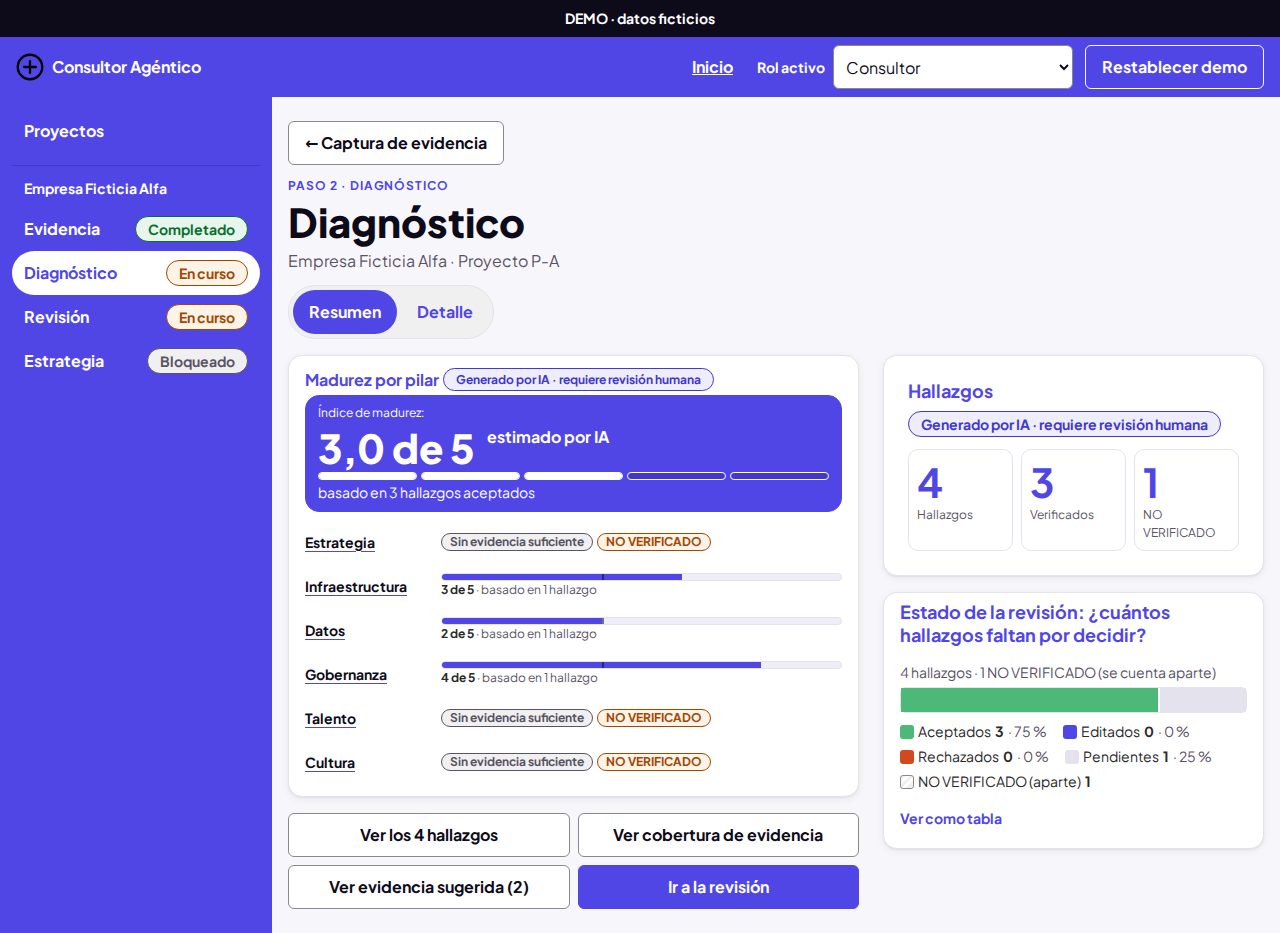 DEMO · datos ficticios
Consultor Agéntico
Inicio
Rol activo
Consultor
Restablecer demo
Proyectos
Empresa Ficticia Alfa
Evidencia
Completado
Diagnóstico
En curso
Revisión
En curso
Estrategia
Bloqueado
← Captura de evidencia
PASO 2 · DIAGNÓSTICO
Diagnóstico
Empresa Ficticia Alfa · Proyecto P-A
Resumen
Detalle
Madurez por pilar
Generado por IA · requiere revisión humana
Índice de madurez:
3,0 de 5
estimado por IA
basado en 3 hallazgos aceptados
Estrategia
Sin evidencia suficiente
NO VERIFICADO
Infraestructura
3 de 5 · basado en 1 hallazgo
Datos
2 de 5 · basado en 1 hallazgo
Gobernanza
4 de 5 · basado en 1 hallazgo
Talento
Sin evidencia suficiente
NO VERIFICADO
Cultura
Sin evidencia suficiente
NO VERIFICADO
Ver los 4 hallazgos
Ver cobertura de evidencia
Ver evidencia sugerida (2)
Ir a la revisión
Hallazgos
Generado por IA · requiere revisión humana
4
Hallazgos
3
Verificados
1
NO
VERIFICADO
Estado de la revisión: ¿cuántos
hallazgos faltan por decidir?
4 hallazgos · 1 NO VERIFICADO (se cuenta aparte)
Aceptados 3 · 75 %
Editados 0 · 0 %
Rechazados 0 · 0 %
Pendientes 1 · 25 %
NO VERIFICADO (aparte) 1
Ver como tabla